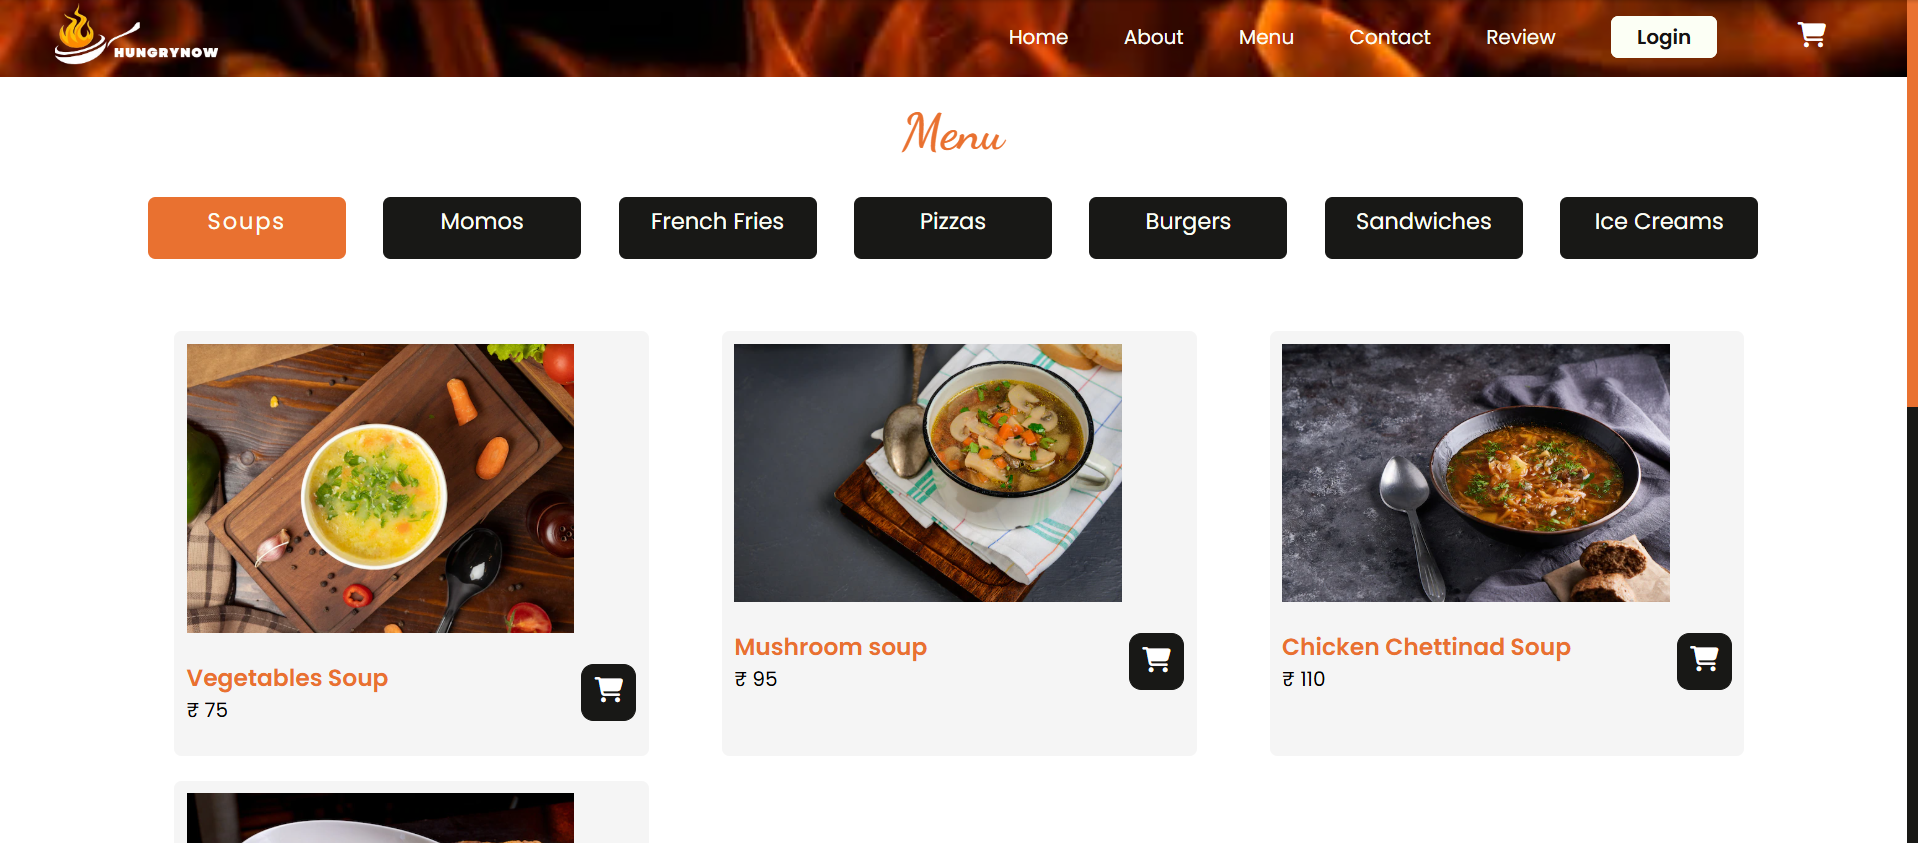 HUNGRYNOW
Home About Menu Contact Review Login
Menu
Soups Momos French Fries Pizzas Burgers Sandwiches Ice Creams
Vegetables Soup
₹ 75
Mushroom soup
₹ 95
Chicken Chettinad Soup
₹ 110